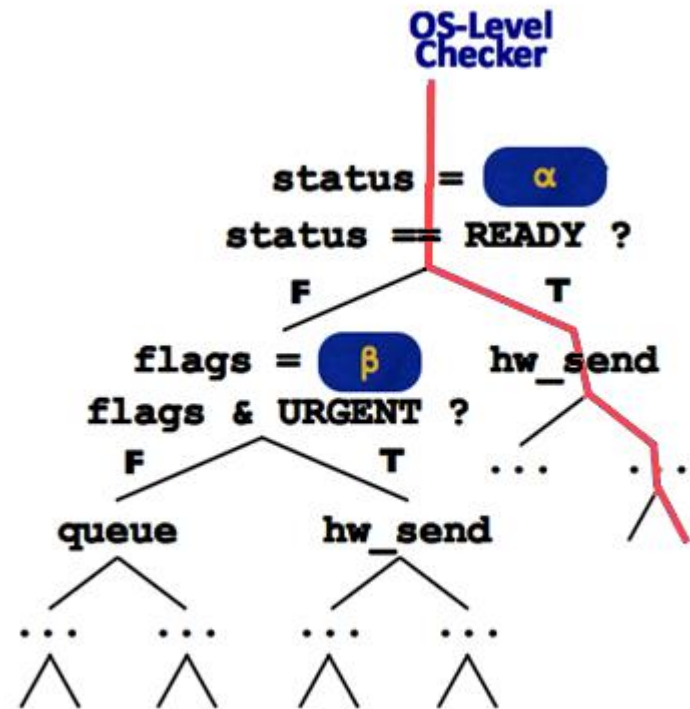 OS-Level
Checker
status = α
status == READY ?
F T
flags = β hw_send
flags & URGENT ?
... ...
F T
queue hw_send
... ... ... ...